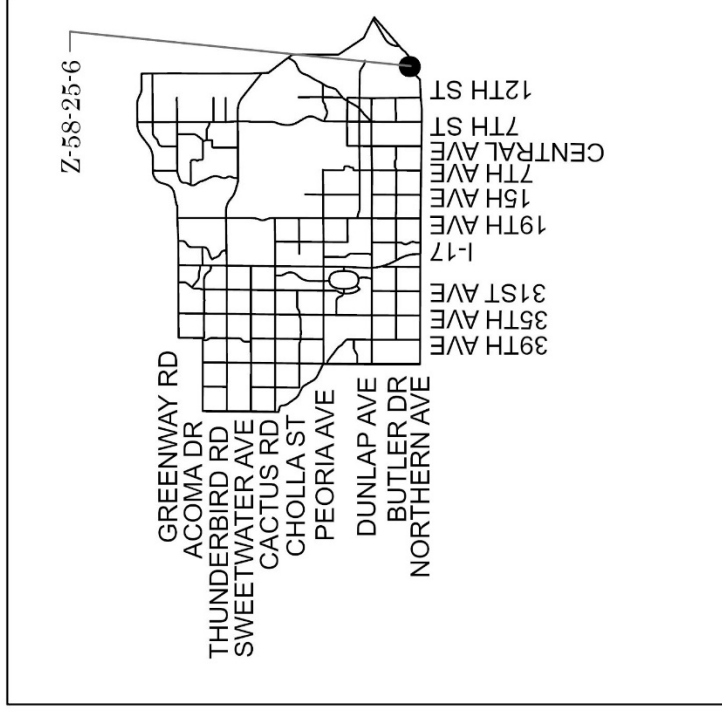 Z-58-25-6
12TH ST
7TH ST
CENTRAL AVE
7TH AVE
15H AVE
19TH AVE
I-17
31ST AVE
35TH AVE
39TH AVE
GREENWAY RD
ACOMA DR
THUNDERBIRD RD
SWEETWATER AVE
CACTUS RD
CHOLLA ST
PEORIA AVE
DUNLAP AVE
BUTLER DR
NORTHERN AVE